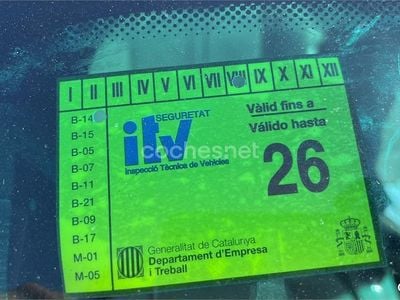 I II III IV V VI VII VIII IX X XI XII
B-14
B-15
B-05
B-07
B-11
B-21
B-09
B-17
M-01
M-05
SEGURETAT
itv
Inspecció Tècnica de Vehicles
Vàlid fins a
Válido hasta
26
coches.net
Generalitat de Catalunya
Departament d'Empresa
i Treball